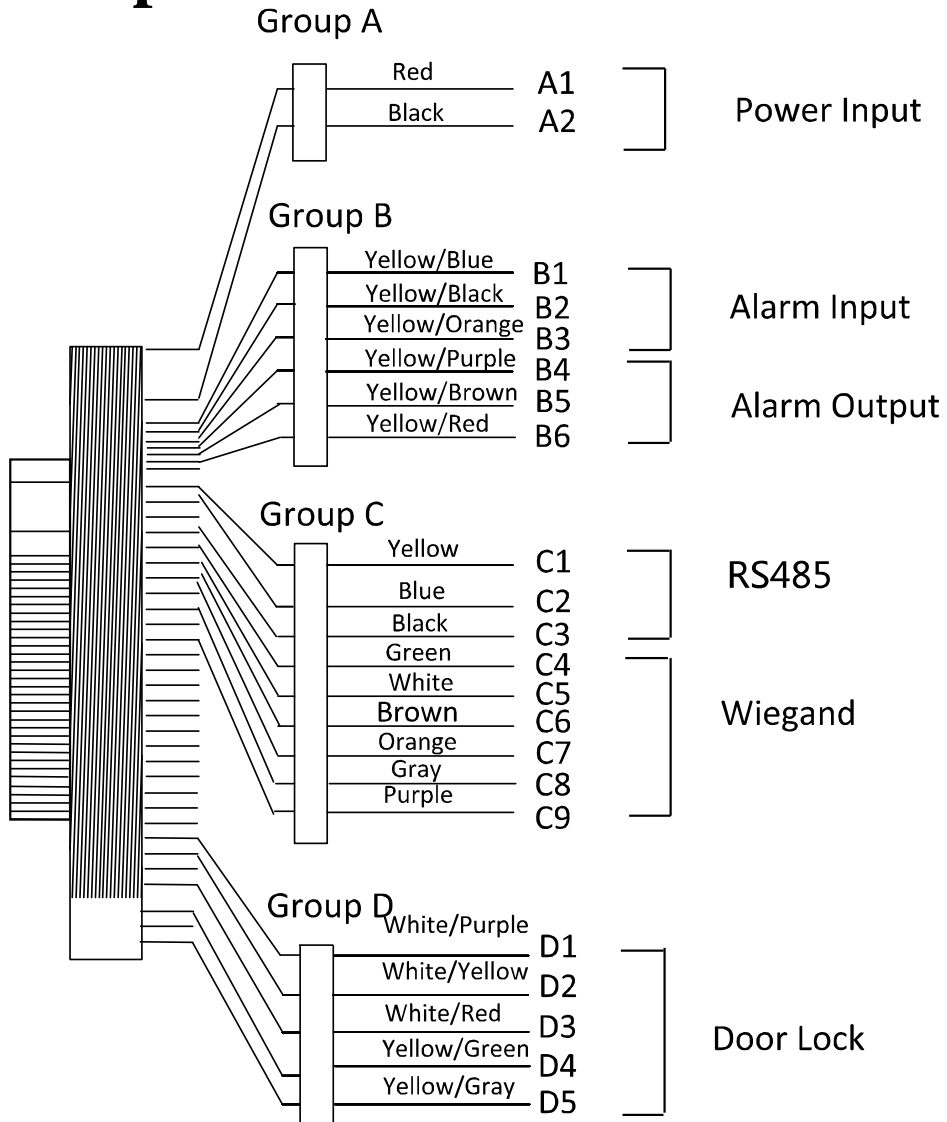 Group A
Red A1
Black A2
Power Input
Group B
Yellow/Blue B1
Yellow/Black B2
Yellow/Orange B3
Alarm Input
Yellow/Purple B4
Yellow/Brown B5
Yellow/Red B6
Alarm Output
Group C
Yellow C1
Blue C2
Black C3
RS485
Green C4
White C5
Brown C6
Orange C7
Gray C8
Purple C9
Wiegand
Group D
White/Purple D1
White/Yellow D2
White/Red D3
Yellow/Green D4
Yellow/Gray D5
Door Lock